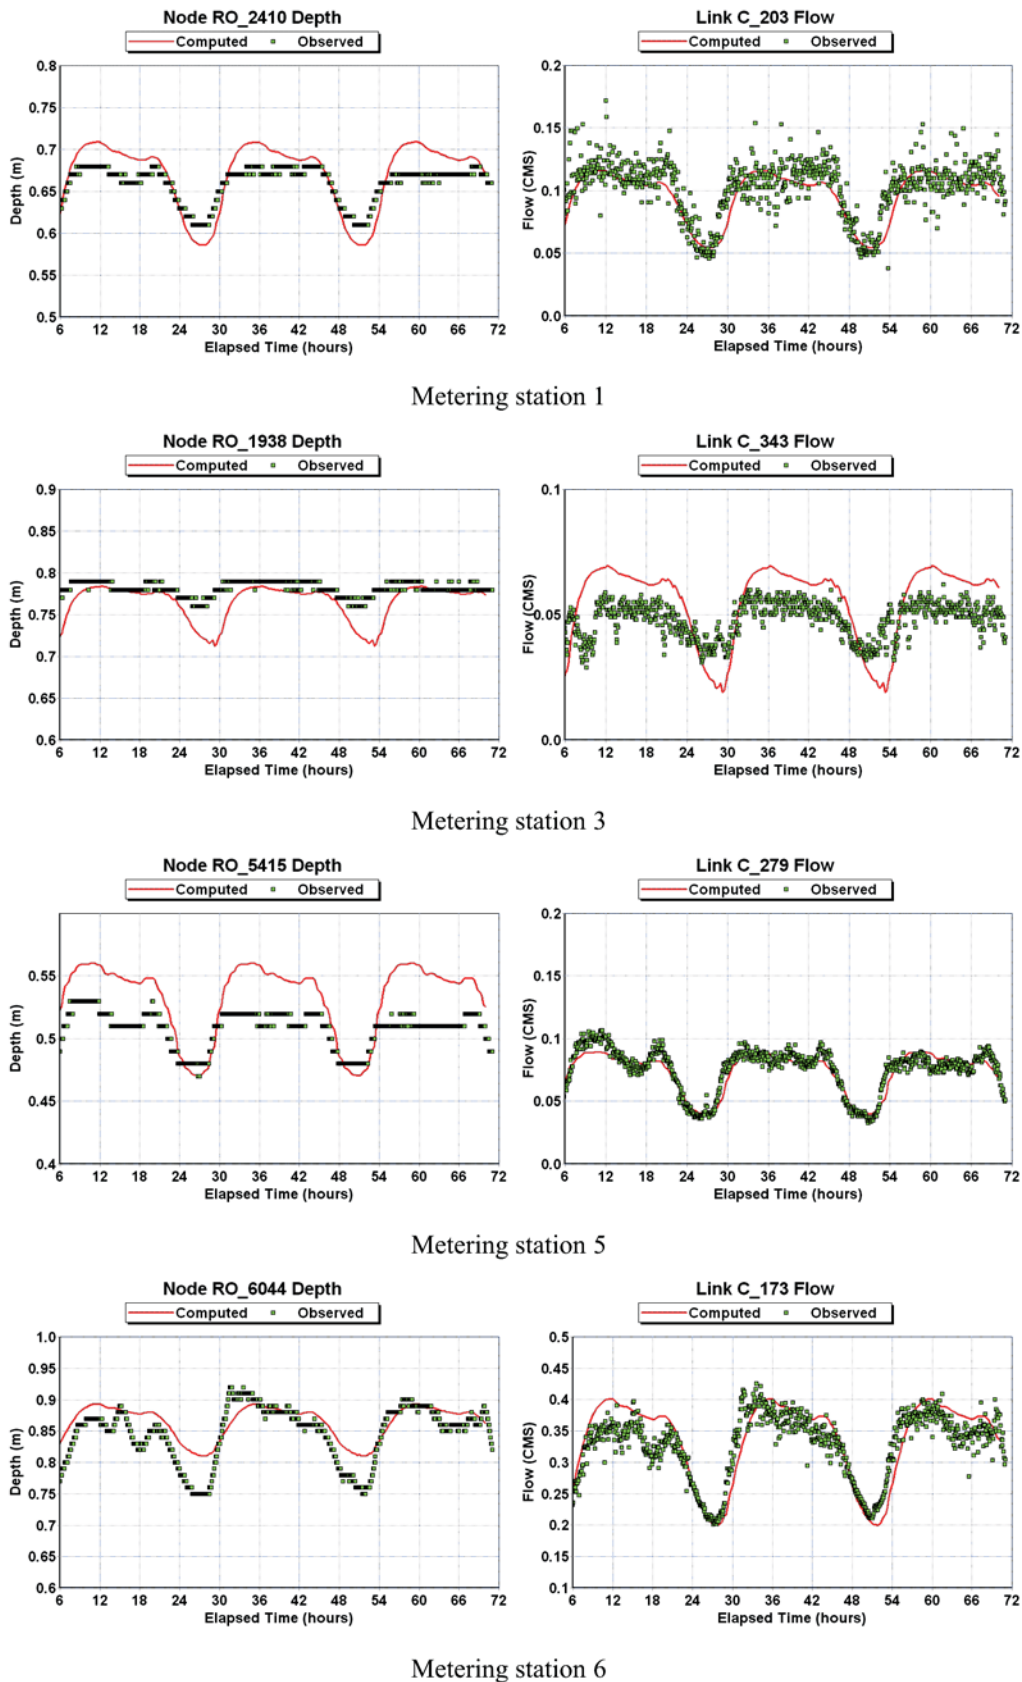 Node RO_2410 Depth
Computed Observed
0.8
0.75
0.7
0.65
0.6
0.55
0.5
Depth (m)
6 12 18 24 30 36 42 48 54 60 66 72
Elapsed Time (hours)
Link C_203 Flow
Computed Observed
0.2
0.15
0.1
0.05
0.0
Flow (CMS)
6 12 18 24 30 36 42 48 54 60 66 72
Elapsed Time (hours)
Metering station 1
Node RO_1938 Depth
Computed Observed
0.9
0.85
0.8
0.75
0.7
0.65
0.6
Depth (m)
6 12 18 24 30 36 42 48 54 60 66 72
Elapsed Time (hours)
Link C_343 Flow
Computed Observed
0.1
0.05
0.0
Flow (CMS)
6 12 18 24 30 36 42 48 54 60 66 72
Elapsed Time (hours)
Metering station 3
Node RO_5415 Depth
Computed Observed
0.55
0.5
0.45
0.4
Depth (m)
6 12 18 24 30 36 42 48 54 60 66 72
Elapsed Time (hours)
Link C_279 Flow
Computed Observed
0.2
0.15
0.1
0.05
0.0
Flow (CMS)
6 12 18 24 30 36 42 48 54 60 66 72
Elapsed Time (hours)
Metering station 5
Node RO_6044 Depth
Computed Observed
1.0
0.95
0.9
0.85
0.8
0.75
0.7
0.65
0.6
Depth (m)
6 12 18 24 30 36 42 48 54 60 66 72
Elapsed Time (hours)
Link C_173 Flow
Computed Observed
0.5
0.45
0.4
0.35
0.3
0.25
0.2
0.15
0.1
Flow (CMS)
6 12 18 24 30 36 42 48 54 60 66 72
Elapsed Time (hours)
Metering station 6